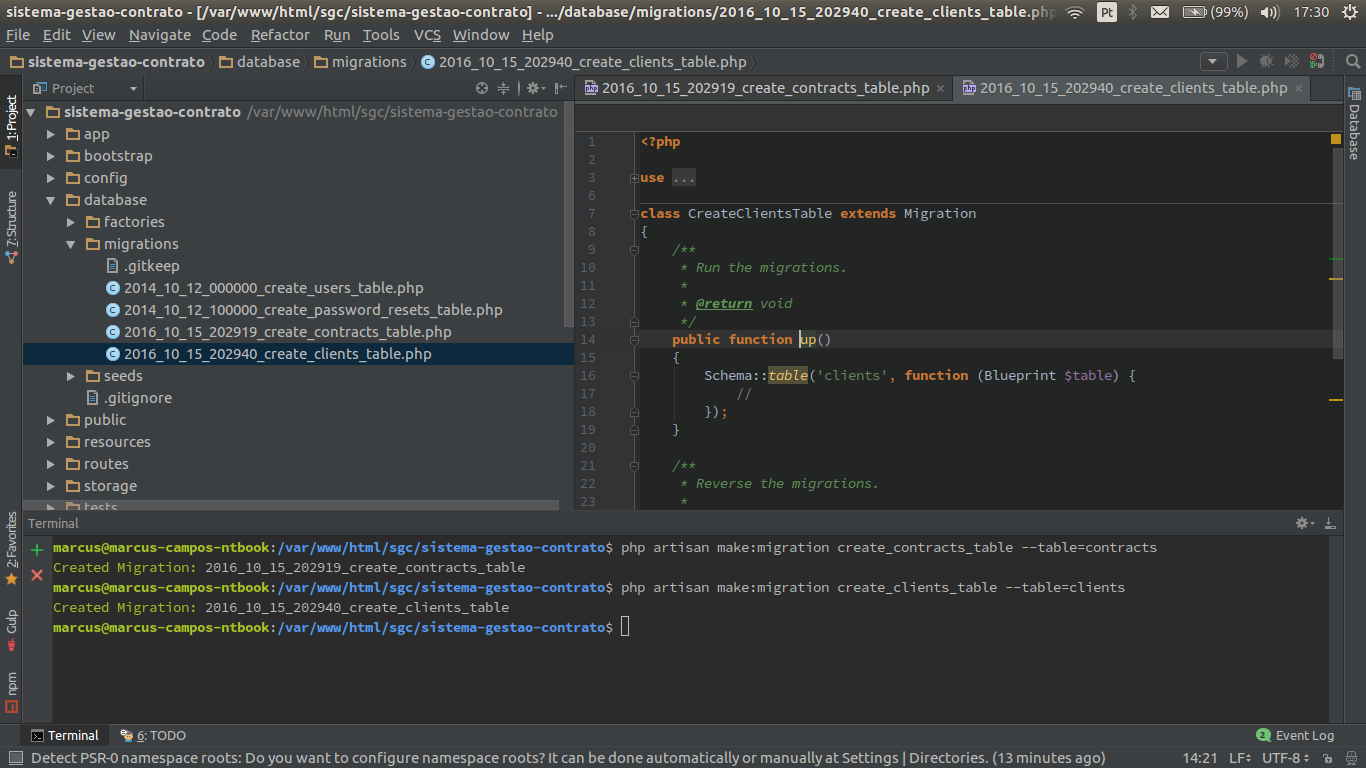 sistema-gestao-contrato - [/var/www/html/sgc/sistema-gestao-contrato] - .../database/migrations/2016_10_15_202940_create_clients_table.php
Pt
(99%)
17:30
File Edit View Navigate Code Refactor Run Tools VCS Window Help
sistema-gestao-contrato database migrations 2016_10_15_202940_create_clients_table.php
Project
2016_10_15_202919_create_contracts_table.php
2016_10_15_202940_create_clients_table.php
1: Project
7: Structure
2: Favorites
Gulp
npm
Database
sistema-gestao-contrato /var/www/html/sgc/sistema-gestao-contrato
app
bootstrap
config
database
factories
migrations
.gitkeep
2014_10_12_000000_create_users_table.php
2014_10_12_100000_create_password_resets_table.php
2016_10_15_202919_create_contracts_table.php
2016_10_15_202940_create_clients_table.php
seeds
.gitignore
public
resources
routes
storage
tests
1 <?php
2
3 use ...
6
7 class CreateClientsTable extends Migration
8 {
9 /**
10 * Run the migrations.
11 *
12 * @return void
13 */
14 public function up()
15 {
16 Schema::table('clients', function (Blueprint $table) {
17 //
18 });
19 }
20
21 /**
22 * Reverse the migrations.
23 *
Terminal
marcus@marcus-campos-ntbook:/var/www/html/sgc/sistema-gestao-contrato$ php artisan make:migration create_contracts_table --table=contracts
Created Migration: 2016_10_15_202919_create_contracts_table
marcus@marcus-campos-ntbook:/var/www/html/sgc/sistema-gestao-contrato$ php artisan make:migration create_clients_table --table=clients
Created Migration: 2016_10_15_202940_create_clients_table
marcus@marcus-campos-ntbook:/var/www/html/sgc/sistema-gestao-contrato$
Terminal 6: TODO
2 Event Log
Detect PSR-0 namespace roots: Do you want to configure namespace roots? It can be done automatically or manually at Settings | Directories. (13 minutes ago)
14:21 LF UTF-8